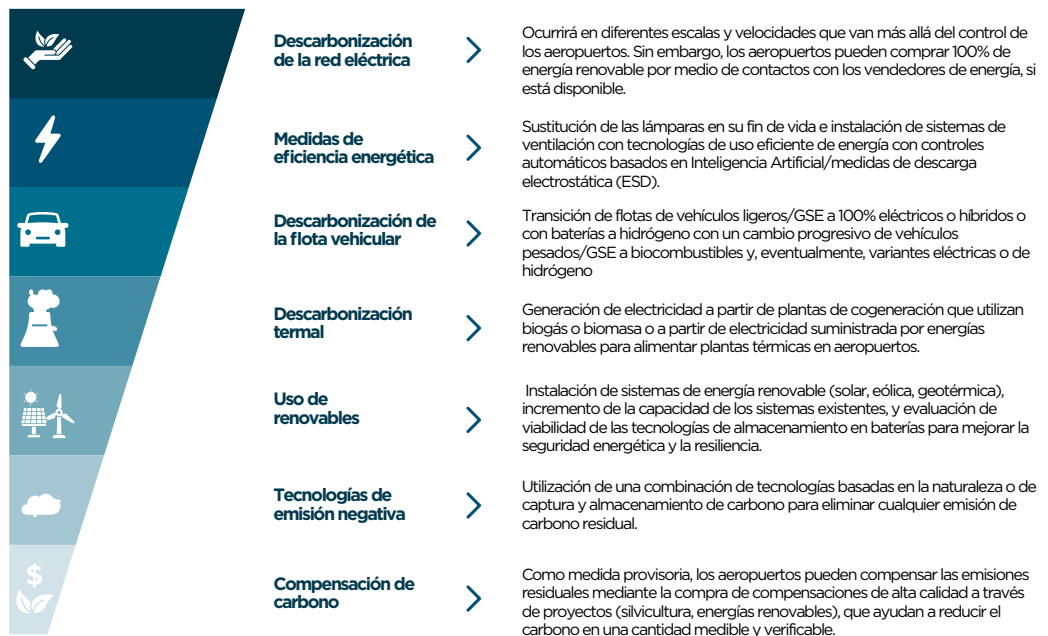 Descarbonización
de la red eléctrica
Ocurrirá en diferentes escalas y velocidades que van más allá del control de
los aeropuertos. Sin embargo, los aeropuertos pueden comprar 100% de
energía renovable por medio de contactos con los vendedores de energía, si
está disponible.
Medidas de
eficiencia energética
Sustitución de las lámparas en su fin de vida e instalación de sistemas de
ventilación con tecnologías de uso eficiente de energía con controles
automáticos basados en Inteligencia Artificial/medidas de descarga
electrostática (ESD).
Descarbonización de
la flota vehicular
Transición de flotas de vehículos ligeros/GSE a 100% eléctricos o híbridos o
con baterías a hidrógeno con un cambio progresivo de vehículos
pesados/GSE a biocombustibles y, eventualmente, variantes eléctricas o de
hidrógeno
Descarbonización
termal
Generación de electricidad a partir de plantas de cogeneración que utilizan
biogás o biomasa o a partir de electricidad suministrada por energías
renovables para alimentar plantas térmicas en aeropuertos.
Uso de
renovables
Instalación de sistemas de energía renovable (solar, eólica, geotérmica),
incremento de la capacidad de los sistemas existentes, y evaluación de
viabilidad de las tecnologías de almacenamiento en baterías para mejorar la
seguridad energética y la resiliencia.
Tecnologías de
emisión negativa
Utilización de una combinación de tecnologías basadas en la naturaleza o de
captura y almacenamiento de carbono para eliminar cualquier emisión de
carbono residual.
$
Compensación de
carbono
Como medida provisoria, los aeropuertos pueden compensar las emisiones
residuales mediante la compra de compensaciones de alta calidad a través
de proyectos (silvicultura, energías renovables), que ayudan a reducir el
carbono en una cantidad medible y verificable.